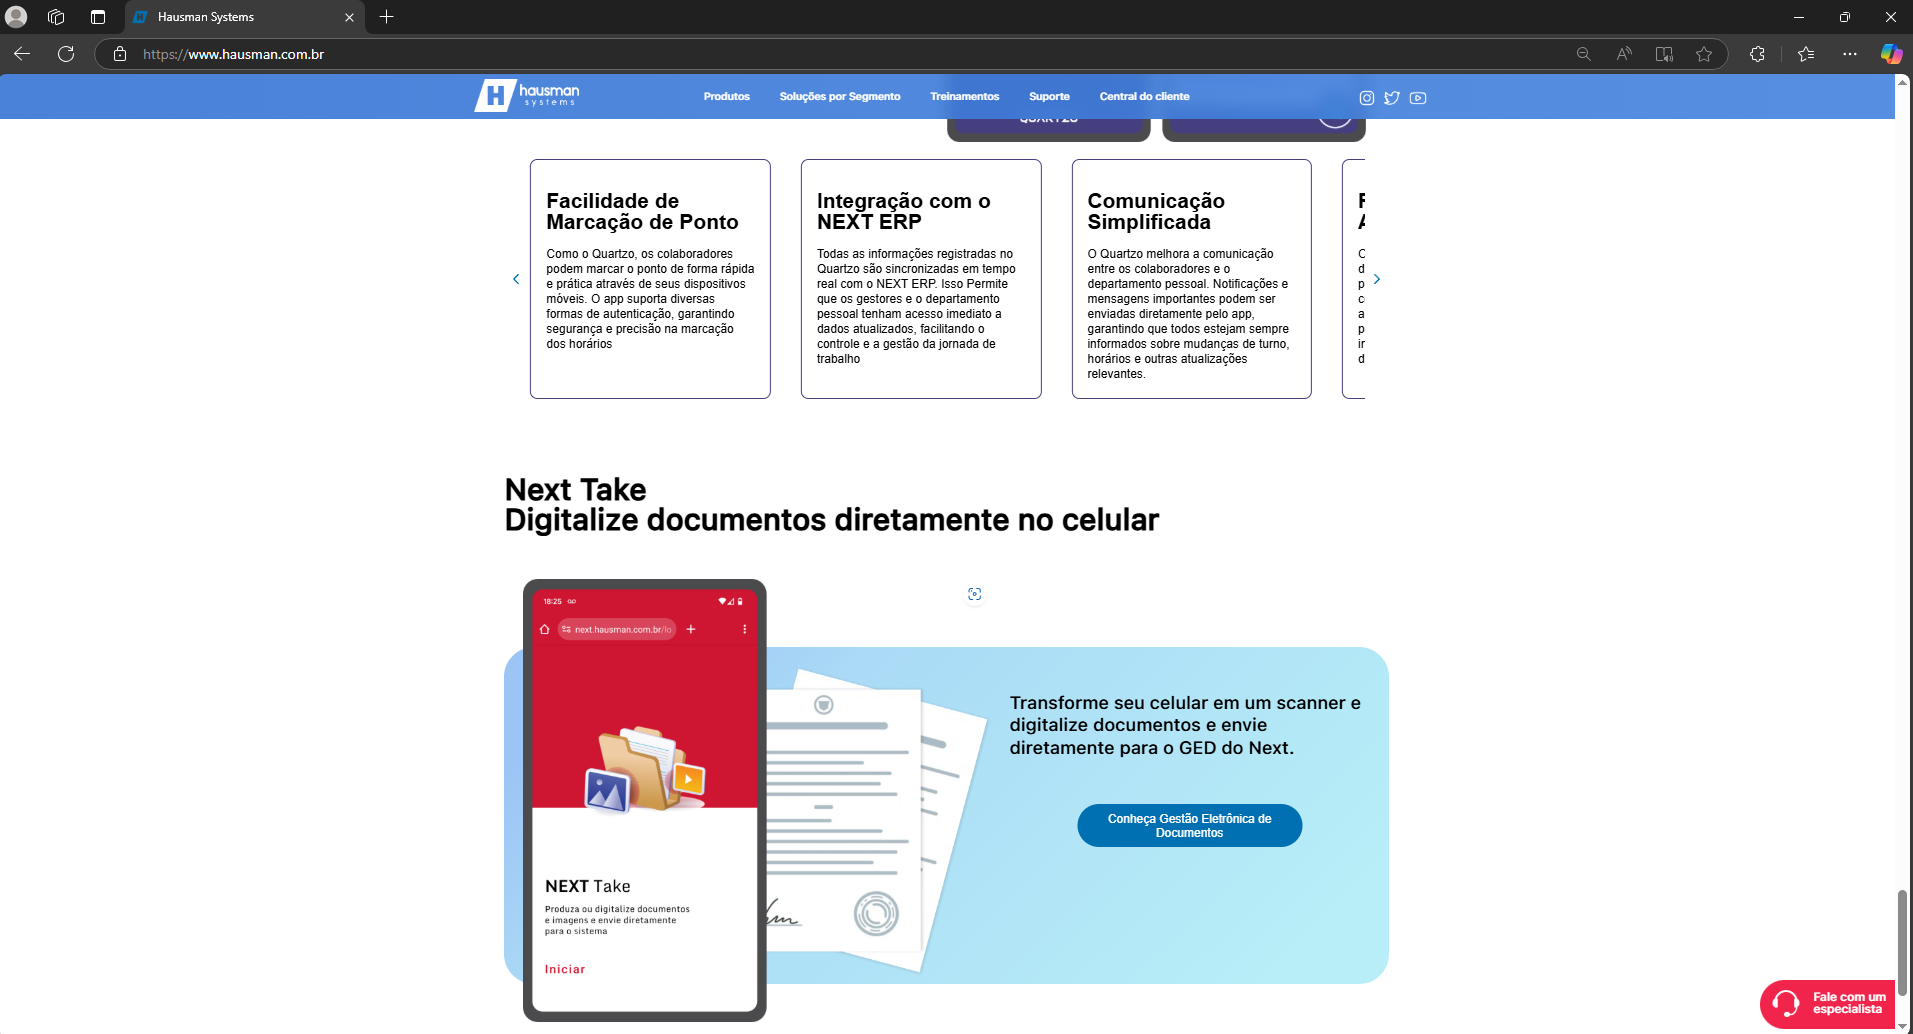 Hausman Systems
https://www.hausman.com.br
hausman
systems
Produtos
Soluções por Segmento
Treinamentos
Suporte
Central do cliente
Facilidade de
Marcação de Ponto
Como o Quartzo, os colaboradores
podem marcar o ponto de forma rápida
e prática através de seus dispositivos
móveis. O app suporta diversas
formas de autenticação, garantindo
segurança e precisão na marcação
dos horários
Integração com o
NEXT ERP
Todas as informações registradas no
Quartzo são sincronizadas em tempo
real com o NEXT ERP. Isso Permite
que os gestores e o departamento
pessoal tenham acesso imediato a
dados atualizados, facilitando o
controle e a gestão da jornada de
trabalho
Comunicação
Simplificada
O Quartzo melhora a comunicação
entre os colaboradores e o
departamento pessoal. Notificações e
mensagens importantes podem ser
enviadas diretamente pelo app,
garantindo que todos estejam sempre
informados sobre mudanças de turno,
horários e outras atualizações
relevantes.
Next Take
Digitalize documentos diretamente no celular
18:25
next.hausman.com.br/lo
NEXT Take
Produza ou digitalize documentos
e imagens e envie diretamente
para o sistema
Iniciar
Transforme seu celular em um scanner e
digitalize documentos e envie
diretamente para o GED do Next.
Conheça Gestão Eletrônica de
Documentos
Fale com um
especialista